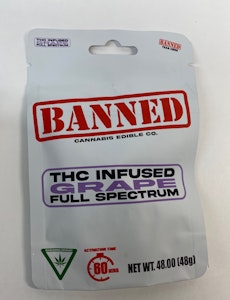 THC INFUSED
FULL SPECTRUM
BANNED
BANNED
CANNABIS EDIBLE CO.
THC INFUSED
GRAPE
FULL SPECTRUM
ACTIVATION TIME
60
MINS
NET WT. 48.00 (48g)